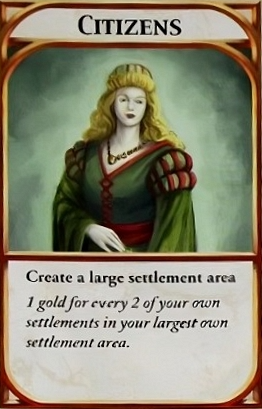 CITIZENS
Create a large settlement area
1 gold for every 2 of your own
settlements in your largest own
settlement area.